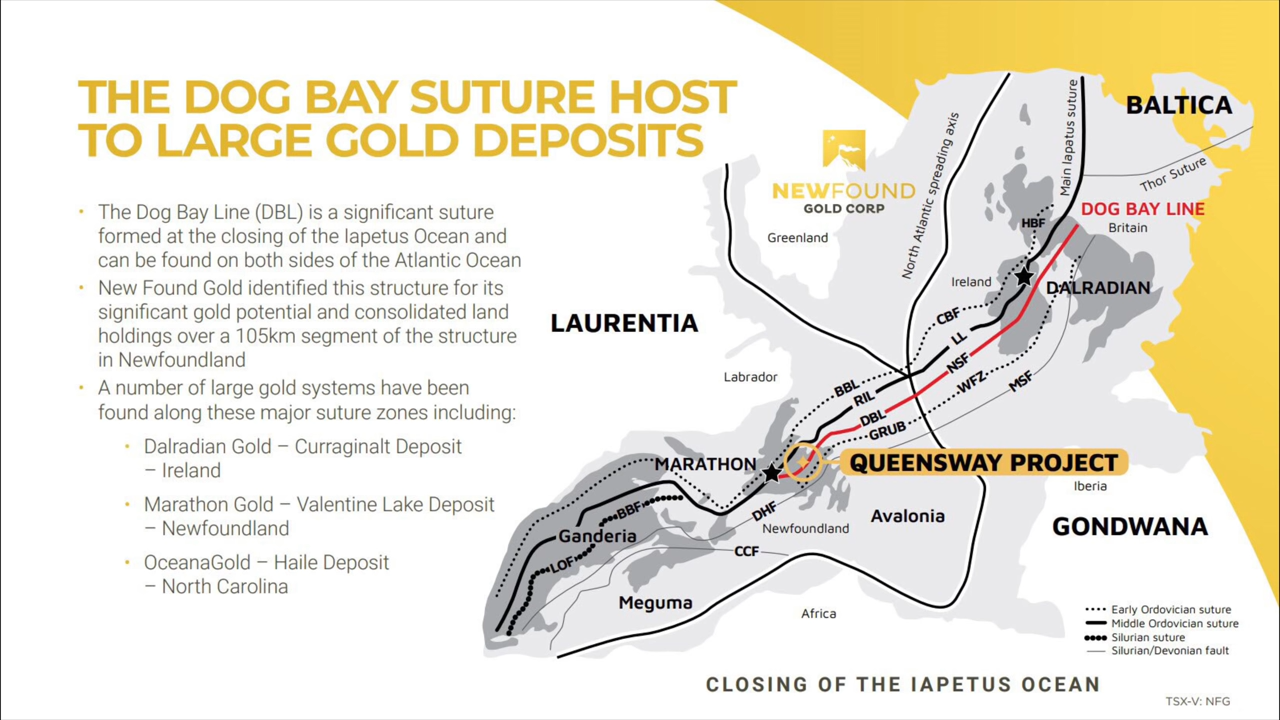 THE DOG BAY SUTURE HOST
TO LARGE GOLD DEPOSITS
• The Dog Bay Line (DBL) is a significant suture
formed at the closing of the Iapetus Ocean and
can be found on both sides of the Atlantic Ocean
• New Found Gold identified this structure for its
significant gold potential and consolidated land
holdings over a 105km segment of the structure
in Newfoundland
• A number of large gold systems have been
found along these major suture zones including:
• Dalradian Gold – Curraginalt Deposit
– Ireland
• Marathon Gold – Valentine Lake Deposit
– Newfoundland
• OceanaGold – Haile Deposit
– North Carolina
NEWFOUND
GOLD CORP
BALTICA
Main Iapatus suture
North Atlantic spreading axis
Thor Suture
DOG BAY LINE
Britain
HBF
Greenland
Ireland
DALRADIAN
LAURENTIA
CBF
LL
NSF
WFZ
MSF
Labrador
BBL
RIL
DBL
GRUB
MARATHON
QUEENSWAY PROJECT
Iberia
GONDWANA
DHF
Newfoundland
Avalonia
BBF
Ganderia
LOF
CCF
Meguma
Africa
Early Ordovician suture
Middle Ordovician suture
Silurian suture
Silurian/Devonian fault
CLOSING OF THE IAPETUS OCEAN
TSX-V: NFG